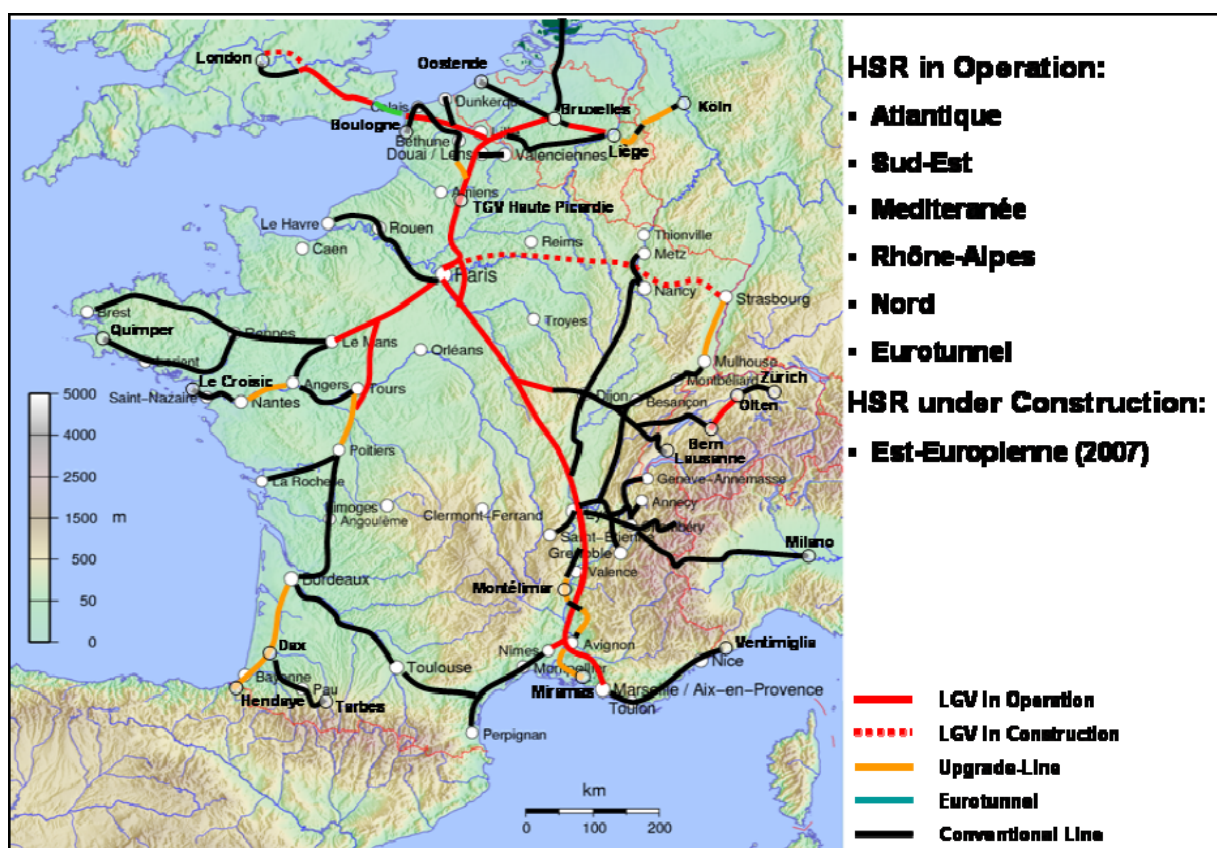 London
Oostende
Dunkerque
Köln
Calais
Bruxelles
Boulogne
Lille
Béthune
Liège
Douai / Lens
Valenciennes
Amiens
TGV Haute Picardie
Le Havre
Rouen
Thionville
Caen
Reims
Metz
Paris
Nancy
Strasbourg
Brest
Troyes
Quimper
Rennes
Le Mans
Orléans
Lorient
Mulhouse
Montbéliard
Zürich
Le Croisic
Angers
Tours
Dijon
Besançon
Olten
Saint-Nazaire
Nantes
Bern
Poitiers
Lausanne
La Rochelle
Genève-Annemasse
Limoges
Annecy
Angoulême
Clermont-Ferrand
Saint-Etienne
Milano
Grenoble
Valence
Bordeaux
Montélimar
Avignon
Ventimiglia
Dax
Nîmes
Nice
Toulouse
Montpellier
Bayonne
Pau
Miramas
Marseille / Aix-en-Provence
Hendaye
Tarbes
Toulon
Perpignan
5000
4000
2500
1500 m
500
50
0
km
0 100 200
HSR in Operation:
▪ Atlantique
▪ Sud-Est
▪ Mediteranée
▪ Rhône-Alpes
▪ Nord
▪ Eurotunnel
HSR under Construction:
▪ Est-Europienne (2007)
LGV in Operation
LGV in Construction
Upgrade-Line
Eurotunnel
Conventional Line